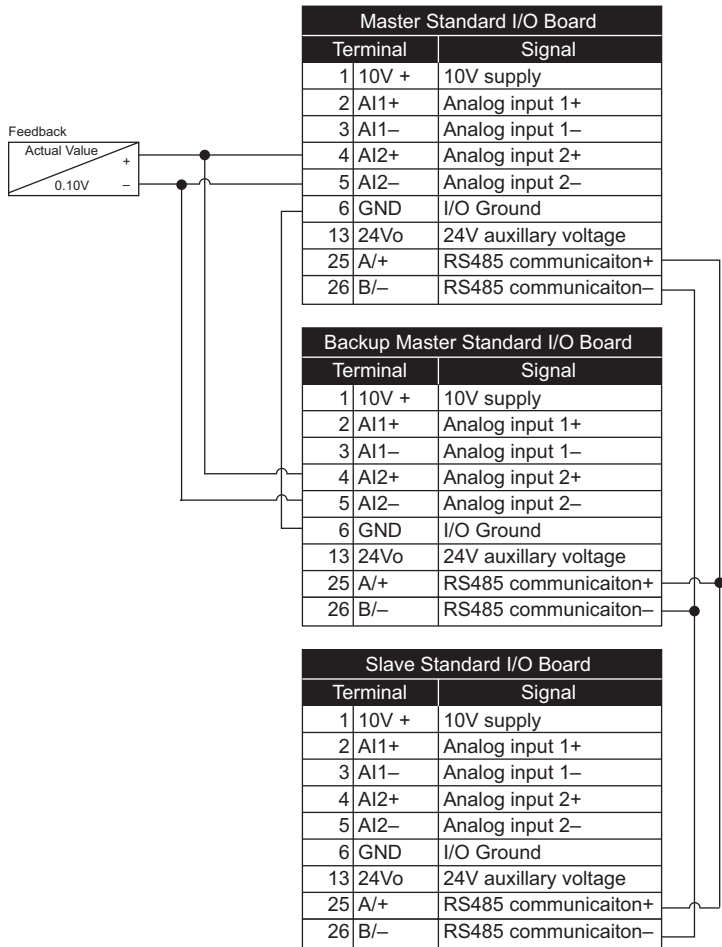 Master Standard I/O Board
Terminal Signal
1 10V + 10V supply
2 AI1+ Analog input 1+
3 AI1– Analog input 1–
4 AI2+ Analog input 2+
5 AI2– Analog input 2–
6 GND I/O Ground
13 24Vo 24V auxillary voltage
25 A/+ RS485 communicaiton+
26 B/– RS485 communicaiton–
Feedback
Actual Value +
0.10V –
Backup Master Standard I/O Board
Terminal Signal
1 10V + 10V supply
2 AI1+ Analog input 1+
3 AI1– Analog input 1–
4 AI2+ Analog input 2+
5 AI2– Analog input 2–
6 GND I/O Ground
13 24Vo 24V auxillary voltage
25 A/+ RS485 communicaiton+
26 B/– RS485 communicaiton–
Slave Standard I/O Board
Terminal Signal
1 10V + 10V supply
2 AI1+ Analog input 1+
3 AI1– Analog input 1–
4 AI2+ Analog input 2+
5 AI2– Analog input 2–
6 GND I/O Ground
13 24Vo 24V auxillary voltage
25 A/+ RS485 communicaiton+
26 B/– RS485 communicaiton–